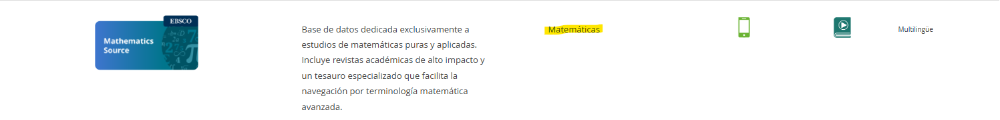 EBSCO
Mathematics
Source
Base de datos dedicada exclusivamente a
estudios de matemáticas puras y aplicadas.
Incluye revistas académicas de alto impacto y
un tesauro especializado que facilita la
navegación por terminología matemática
avanzada.
Matemáticas
Multilingüe